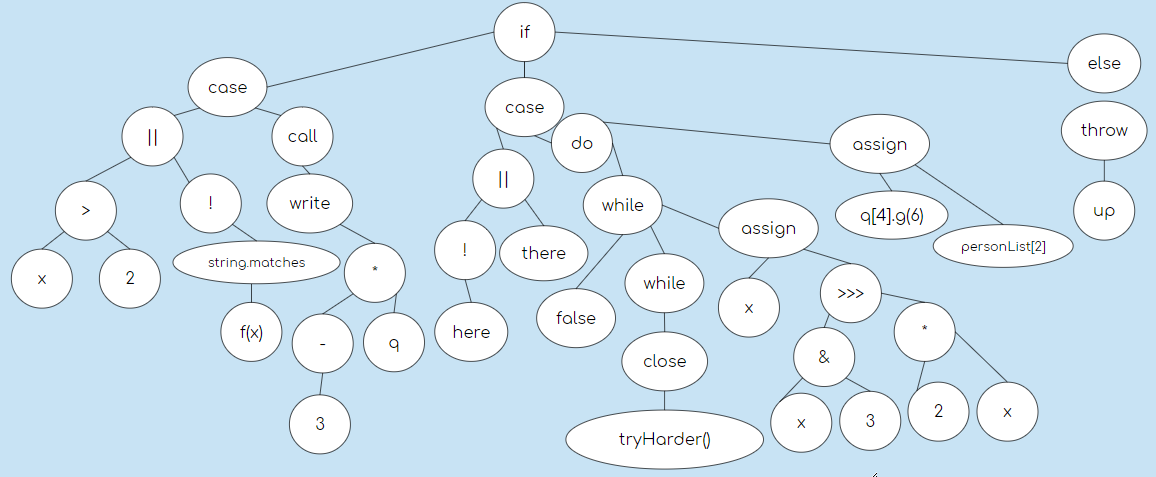 if
case
||
>
x
2
!
string.matches
f(x)
call
write
*
-
3
q
case
||
!
here
there
do
while
false
while
close
tryHarder()
assign
x
>>>
&
x
3
*
2
x
assign
q[4].g(6)
personList[2]
else
throw
up